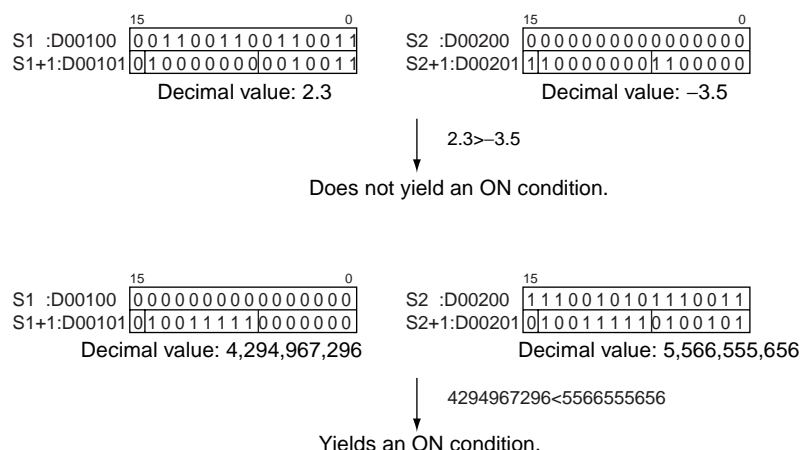 15 0 15 0
S1 :D00100 0011001100110011 S2 :D00200 0000000000000000
S1+1:D00101 0100000000010011 S2+1:D00201 1100000001100000
Decimal value: 2.3 Decimal value: −3.5
2.3>−3.5
Does not yield an ON condition.
15 0 15
S1 :D00100 0000000000000000 S2 :D00200 1110010101110011
S1+1:D00101 0100111110000000 S2+1:D00201 0100111110100101
Decimal value: 4,294,967,296 Decimal value: 5,566,555,656
4294967296<5566555656
Yields an ON condition.